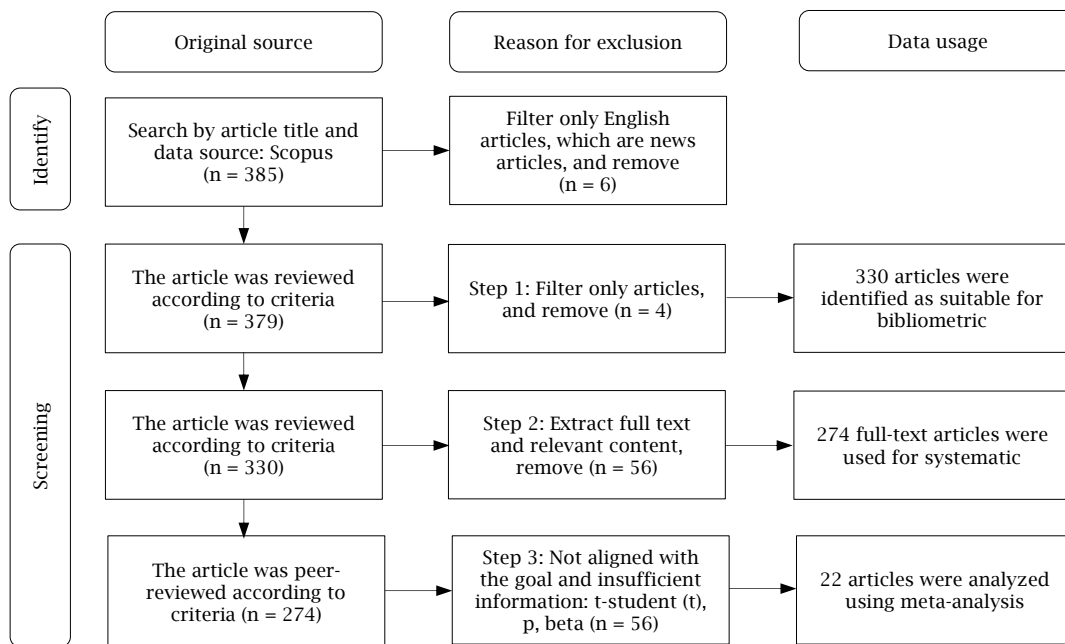 Original source
Reason for exclusion
Data usage
Identify
Search by article title and
data source: Scopus
(n = 385)
Filter only English
articles, which are news
articles, and remove
(n = 6)
Screening
The article was reviewed
according to criteria
(n = 379)
Step 1: Filter only articles,
and remove (n = 4)
330 articles were
identified as suitable for
bibliometric
The article was reviewed
according to criteria
(n = 330)
Step 2: Extract full text
and relevant content,
remove (n = 56)
274 full-text articles were
used for systematic
The article was peer-
reviewed according to
criteria (n = 274)
Step 3: Not aligned with
the goal and insufficient
information: t-student (t),
p, beta (n = 56)
22 articles were analyzed
using meta-analysis